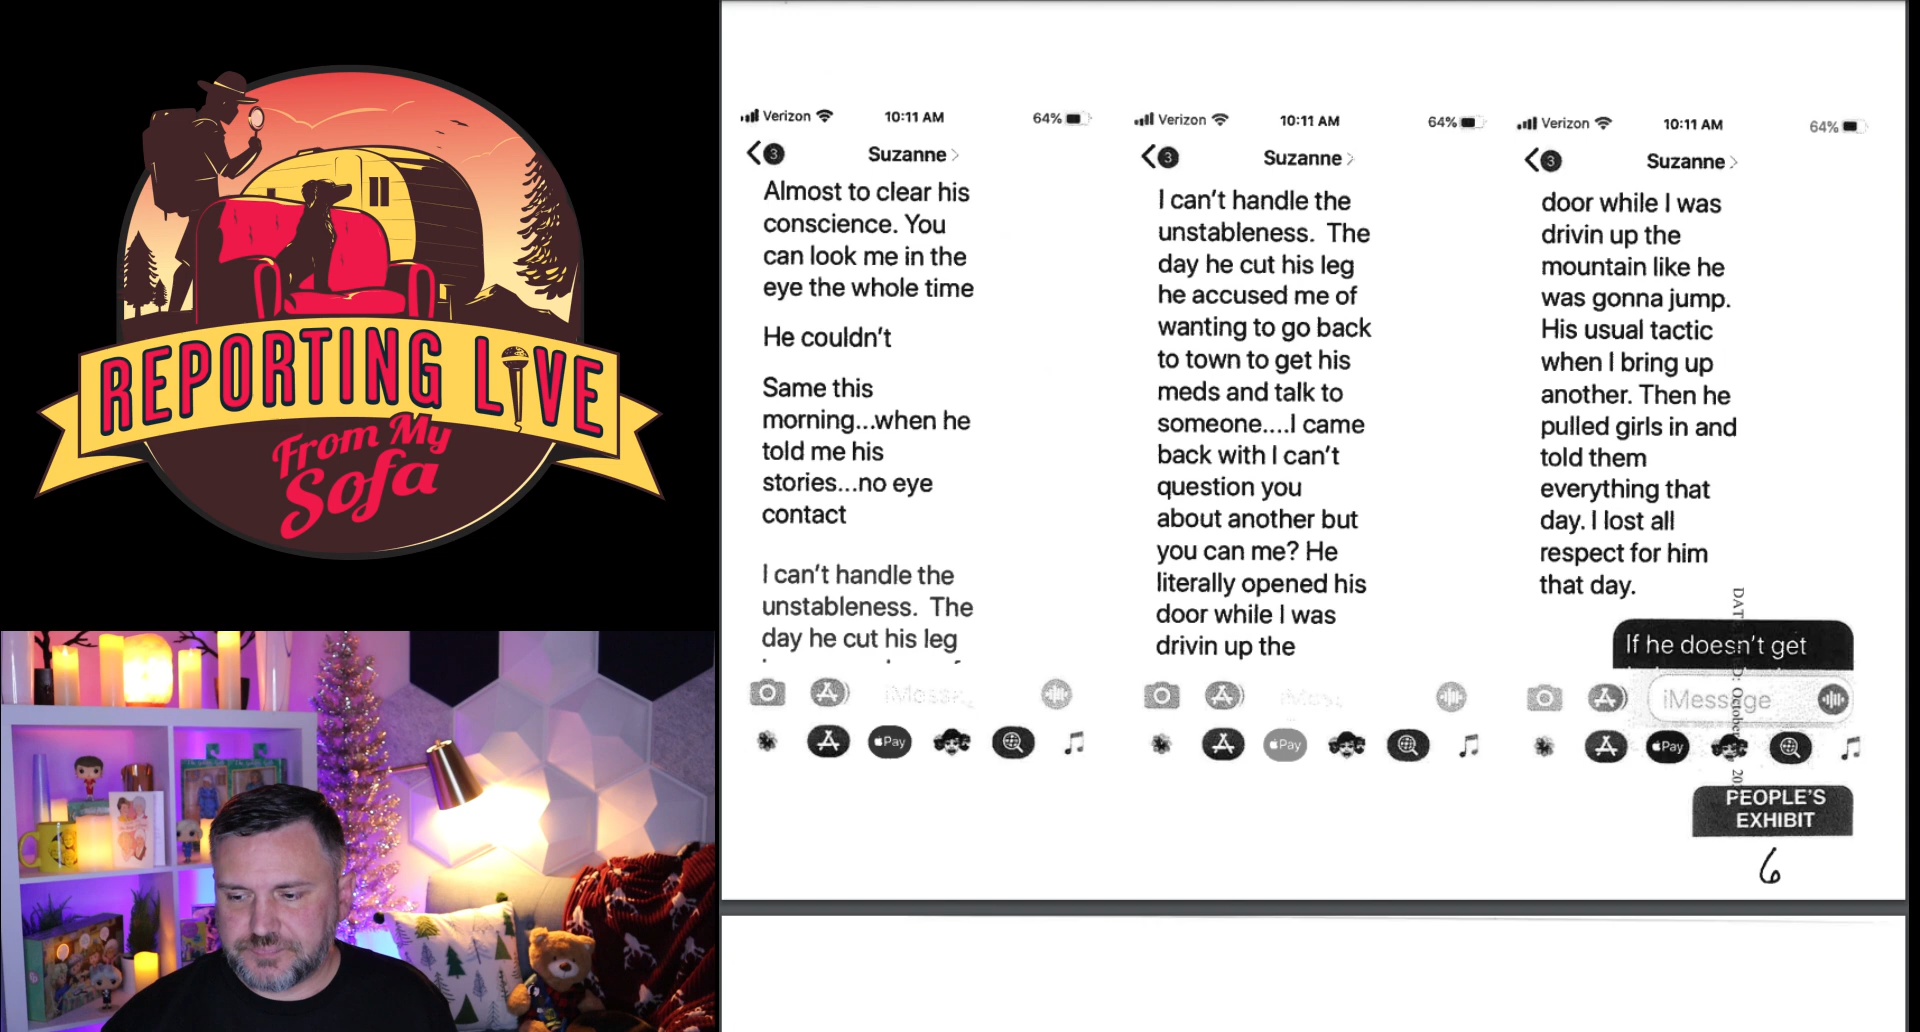 REPORTING LIVE
From My
Sofa
Verizon
10:11 AM
64%
3
Suzanne
Almost to clear his
conscience. You
can look me in the
eye the whole time
He couldn't
Same this
morning...when he
told me his
stories...no eye
contact
I can't handle the
unstableness. The
day he cut his leg
Pay
Verizon
10:11 AM
64%
3
Suzanne
I can't handle the
unstableness. The
day he cut his leg
he accused me of
wanting to go back
to town to get his
meds and talk to
someone....I came
back with I can't
question you
about another but
you can me? He
literally opened his
door while I was
drivin up the
Pay
Verizon
10:11 AM
64%
3
Suzanne
door while I was
drivin up the
mountain like he
was gonna jump.
His usual tactic
when I bring up
another. Then he
pulled girls in and
told them
everything that
day. I lost all
respect for him
that day.
If he doesn't get
iMessage
Pay
PEOPLE'S
EXHIBIT
6